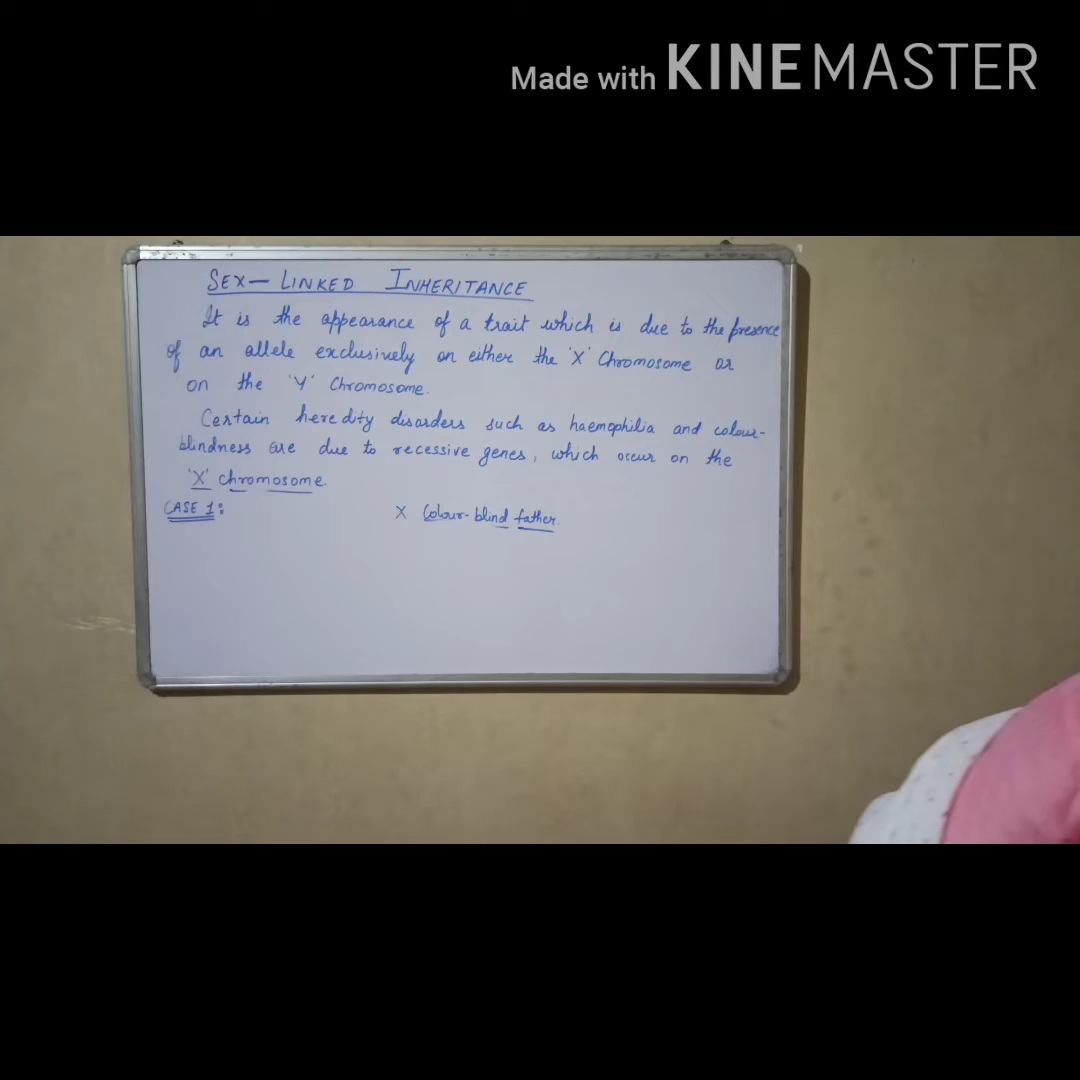 Made with KINEMASTER
SEX-LINKED INHERITANCE
It is the appearance of a trait which is due to the presence
of an allele exclusively on either the 'X' Chromosome or
on the 'Y' Chromosome.
Certain heredity disorders such as haemophilia and colour-
blindness are due to recessive genes, which occur on the
'X' chromosome
CASE 1: X Colour-blind father.